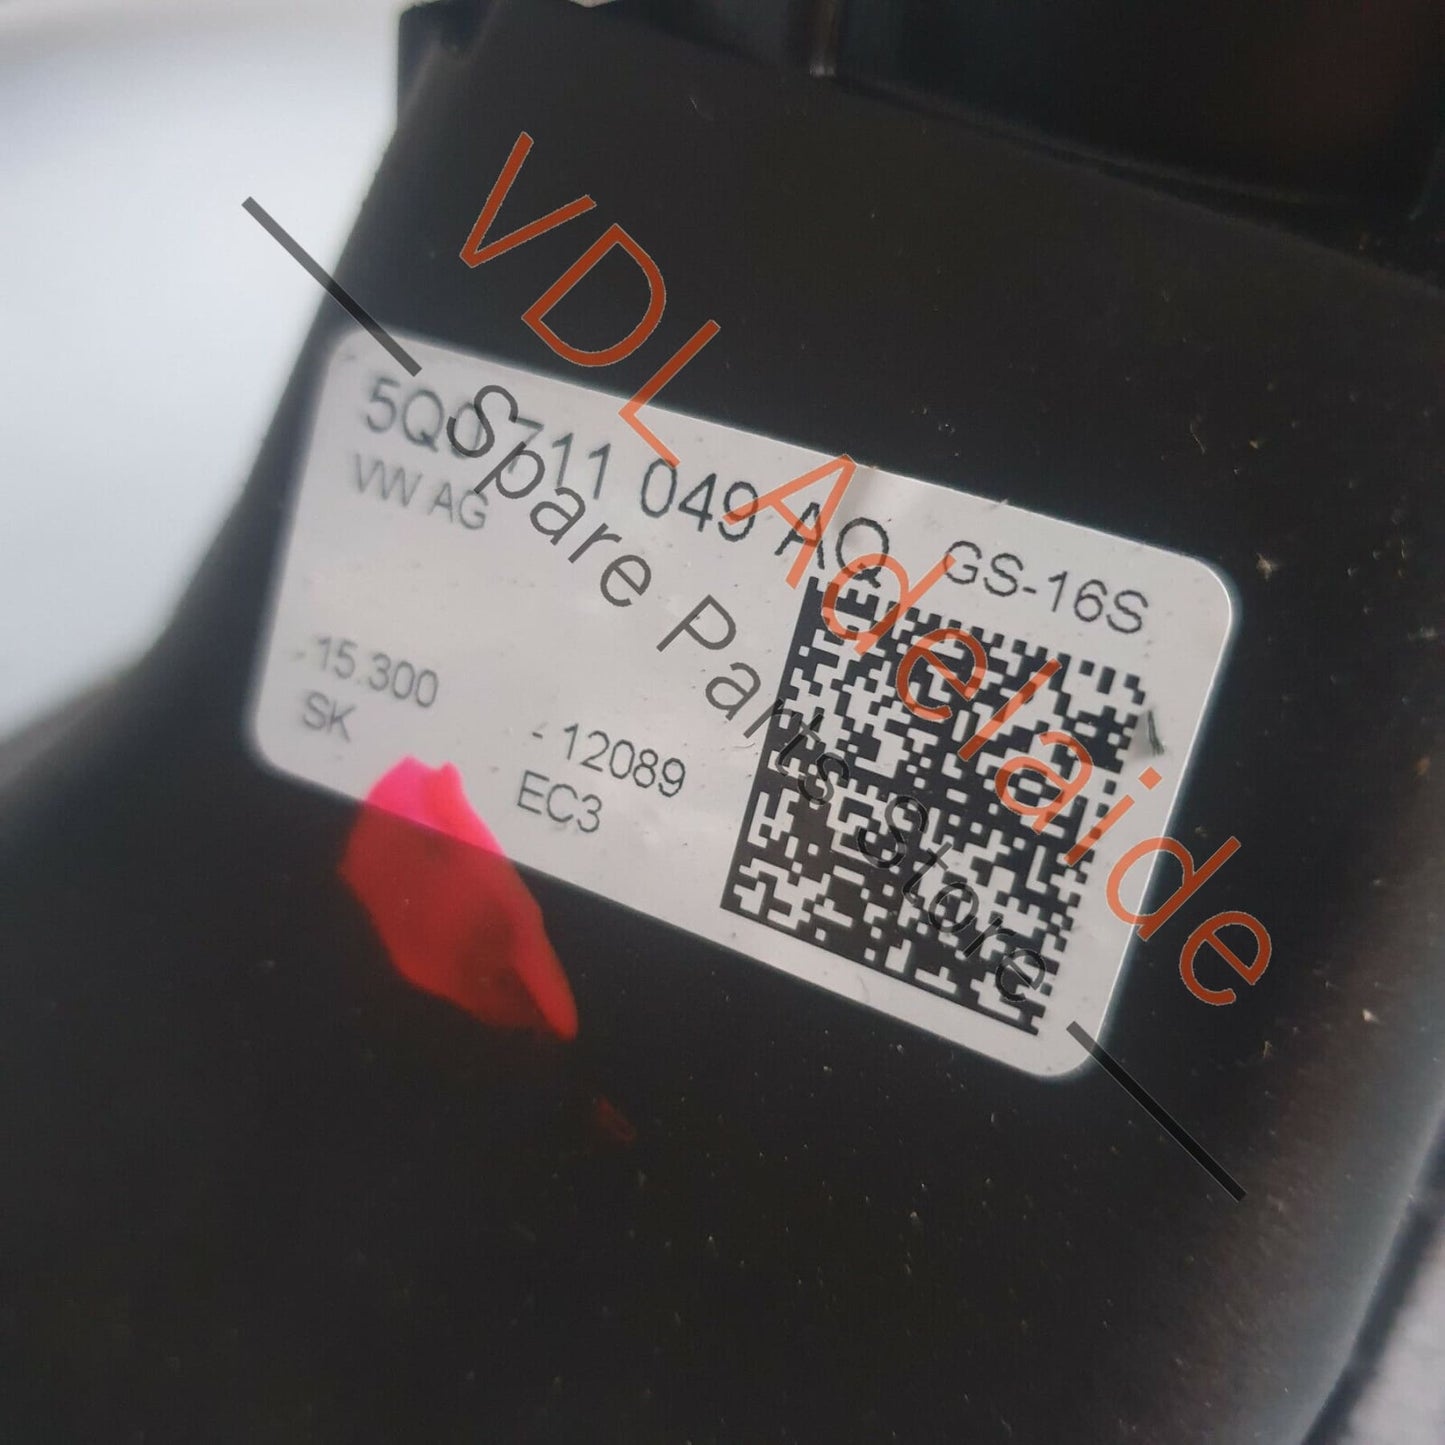 VDL Adelaide
Spare Parts Store
5Q0 711 049 AQ GS-16S
VW AG
15.300
SK
- 12089
EC3